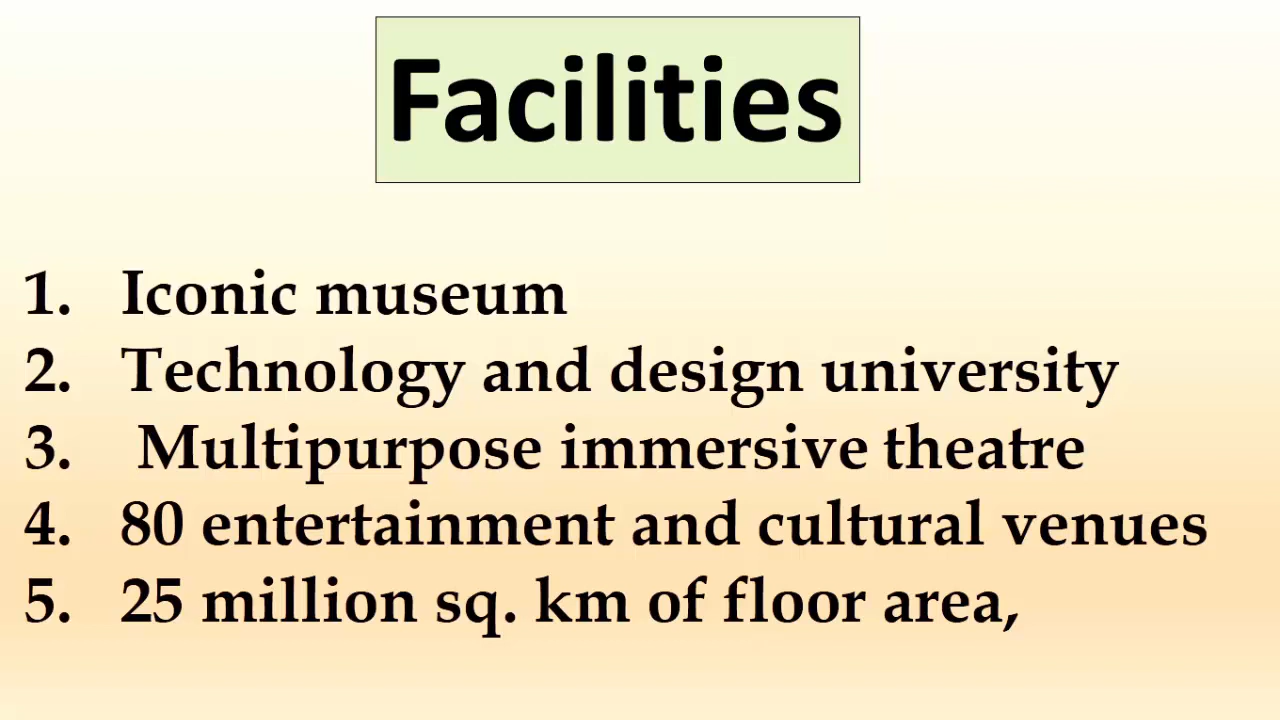 Facilities
1. Iconic museum
2. Technology and design university
3. Multipurpose immersive theatre
4. 80 entertainment and cultural venues
5. 25 million sq. km of floor area,